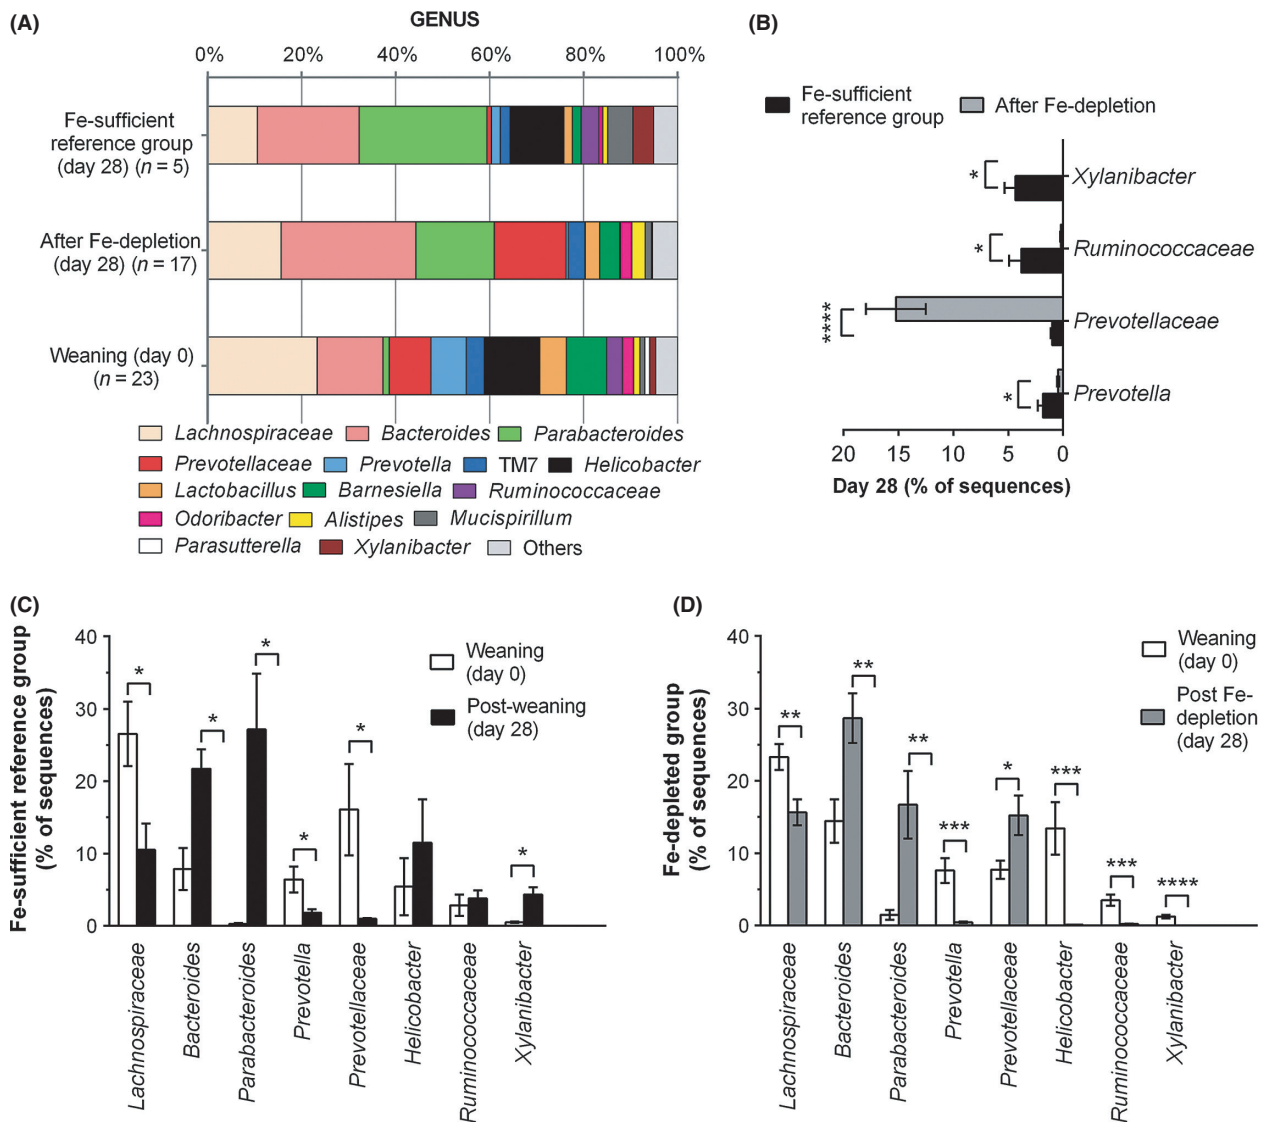 (A)
GENUS
0% 20% 40% 60% 80% 100%
Fe-sufficient
reference group
(day 28) (n = 5)
After Fe-depletion
(day 28) (n = 17)
Weaning (day 0)
(n = 23)
Lachnospiraceae Bacteroides Parabacteroides
Prevotellaceae Prevotella TM7 Helicobacter
Lactobacillus Barnesiella Ruminococcaceae
Odoribacter Alistipes Mucispirillum
Parasutterella Xylanibacter Others
(B)
Fe-sufficient
reference group
After Fe-depletion
* Xylanibacter
* Ruminococcaceae
**** Prevotellaceae
* Prevotella
20 15 10 5 0
Day 28 (% of sequences)
(C)
Fe-sufficient reference group
(% of sequences)
40
30
20
10
0
Weaning
(day 0)
Post-weaning
(day 28)
* * * * * *
Lachnospiraceae
Bacteroides
Parabacteroides
Prevotella
Prevotellaceae
Helicobacter
Ruminococcaceae
Xylanibacter
(D)
Fe-depleted group
(% of sequences)
40
30
20
10
0
Weaning
(day 0)
Post Fe-
depletion
(day 28)
** ** ** *** * *** *** ****
Lachnospiraceae
Bacteroides
Parabacteroides
Prevotella
Prevotellaceae
Helicobacter
Ruminococcaceae
Xylanibacter